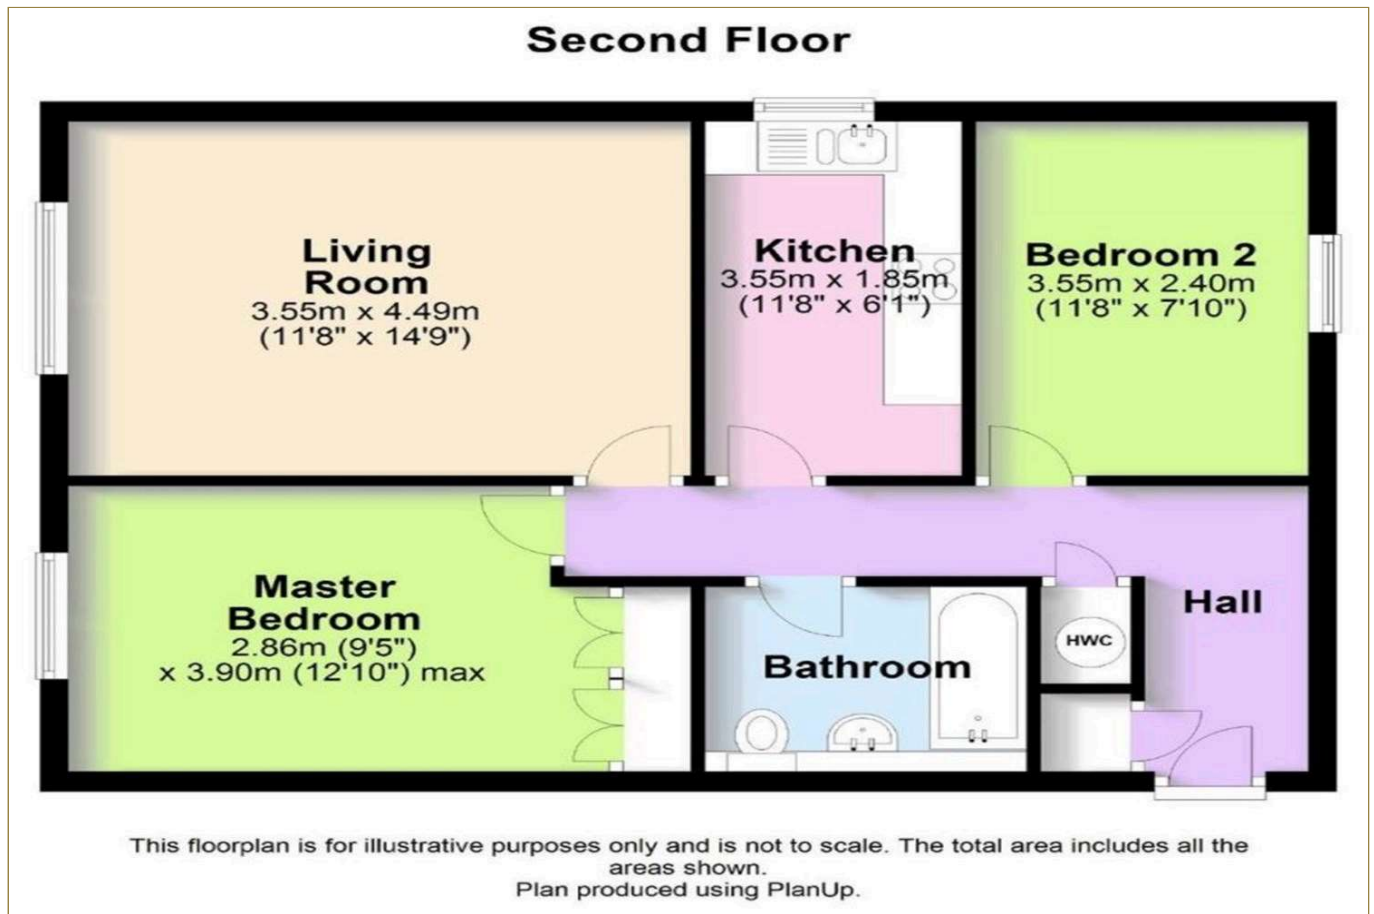 Second Floor
Living
Room
3.55m x 4.49m
(11'8" x 14'9")
Kitchen
3.55m x 1.85m
(11'8" x 6'1")
Bedroom 2
3.55m x 2.40m
(11'8" x 7'10")
Master
Bedroom
2.86m (9'5")
x 3.90m (12'10") max
Bathroom
HWC
Hall
This floorplan is for illustrative purposes only and is not to scale. The total area includes all the
areas shown.
Plan produced using PlanUp.